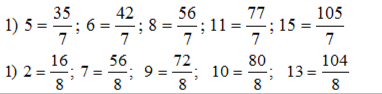 1) 5 = 35/7 ; 6 = 42/7 ; 8 = 56/7 ; 11 = 77/7 ; 15 = 105/7
1) 2 = 16/8 ; 7 = 56/8 ; 9 = 72/8 ; 10 = 80/8 ; 13 = 104/8